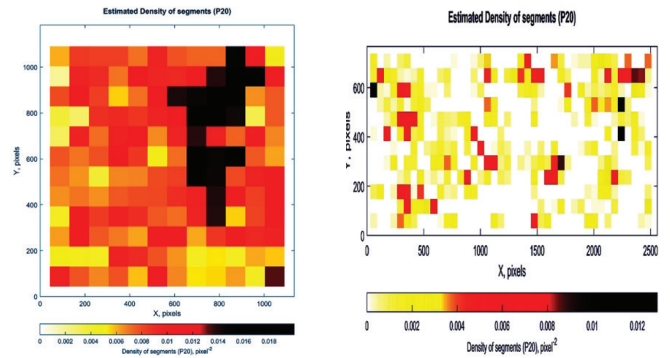 Estimated Density of segments (P20)
1000
800
600
400
200
0
0 200 400 600 800 1000
Y, pixels
X, pixels
0 0.002 0.004 0.006 0.008 0.01 0.012 0.014 0.016 0.018
Density of segments (P20), pixel-2
Estimated Density of segments (P20)
600
400
200
0
0 500 1000 1500 2000 2500
Y, pixels
X, pixels
0 0.002 0.004 0.006 0.008 0.01 0.012
Density of segments (P20), pixel-2